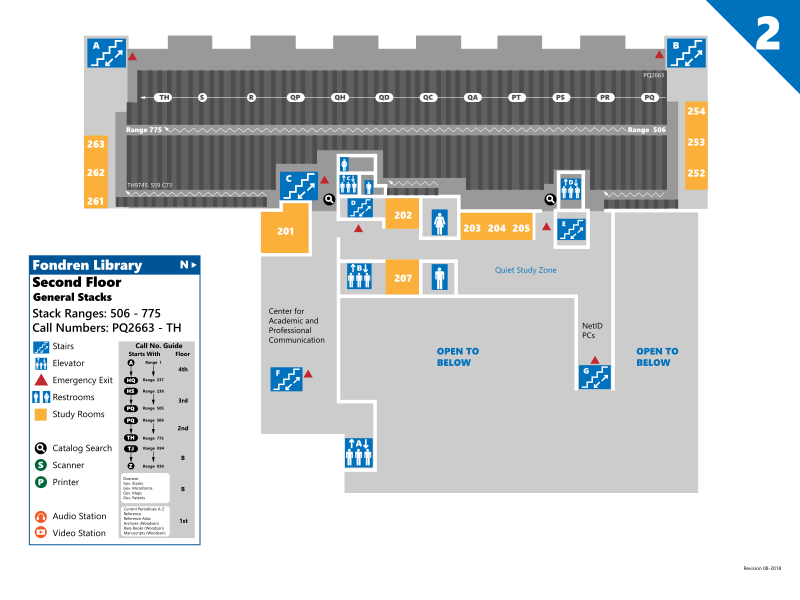 2
A
B
PQ2663
TH
S
R
QP
QH
QD
QC
QA
PT
PS
PR
PQ
Range 775
Range 506
254
253
252
263
262
261
TH9745. S59 C73
C
C
D
D
E
201
202
203 204 205
207
B
Quiet Study Zone
Center for
Academic and
Professional
Communication
NetID
PCs
OPEN TO
BELOW
OPEN TO
BELOW
F
G
A
Fondren Library
N
Second Floor
General Stacks
Stack Ranges: 506 - 775
Call Numbers: PQ2663 - TH
Stairs
Elevator
Emergency Exit
Restrooms
Study Rooms
Catalog Search
S Scanner
P Printer
Audio Station
Video Station
Call No. Guide
Starts With Floor
A Range 1
4th
HQ Range 237
HS Range 238
3rd
PQ Range 505
PQ Range 506
2nd
TH Range 775
TJ Range 894
B
Z Range 930
Oversize
Gov. Stacks
Gov. Microforms
Gov. Maps
Gov. Patents
B
Current Periodicals A-Z
Reference
Reference Atlas
Archives (Woodson)
Rare Books (Woodson)
Manuscripts (Woodson)
1st
Revision 08-2018